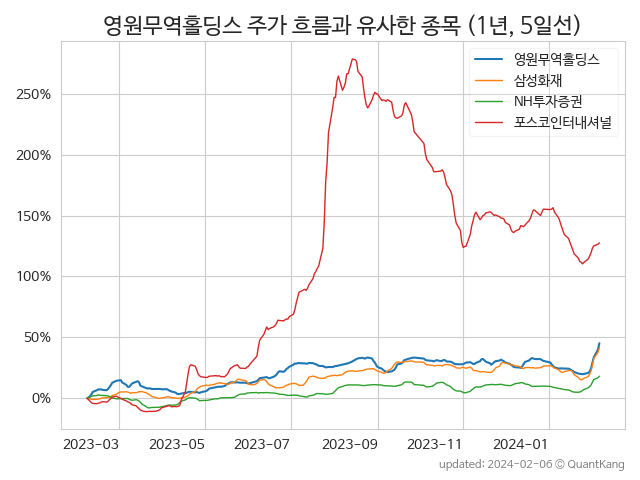 영원무역홀딩스 주가 흐름과 유사한 종목 (1년, 5일선)
영원무역홀딩스
삼성화재
NH투자증권
포스코인터내셔널
250%
200%
150%
100%
50%
0%
2023-03 2023-05 2023-07 2023-09 2023-11 2024-01
updated: 2024-02-06 © QuantKang